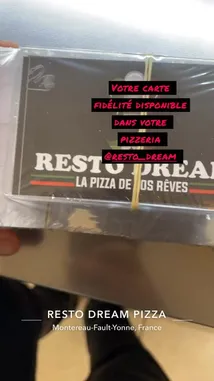 Votre carte
fidélité disponible
dans votre
pizzeria
@resto_dream
RESTO DREAM
LA PIZZA DE VOS RÊVES
RESTO DREAM PIZZA
Montereau-Fault-Yonne, France